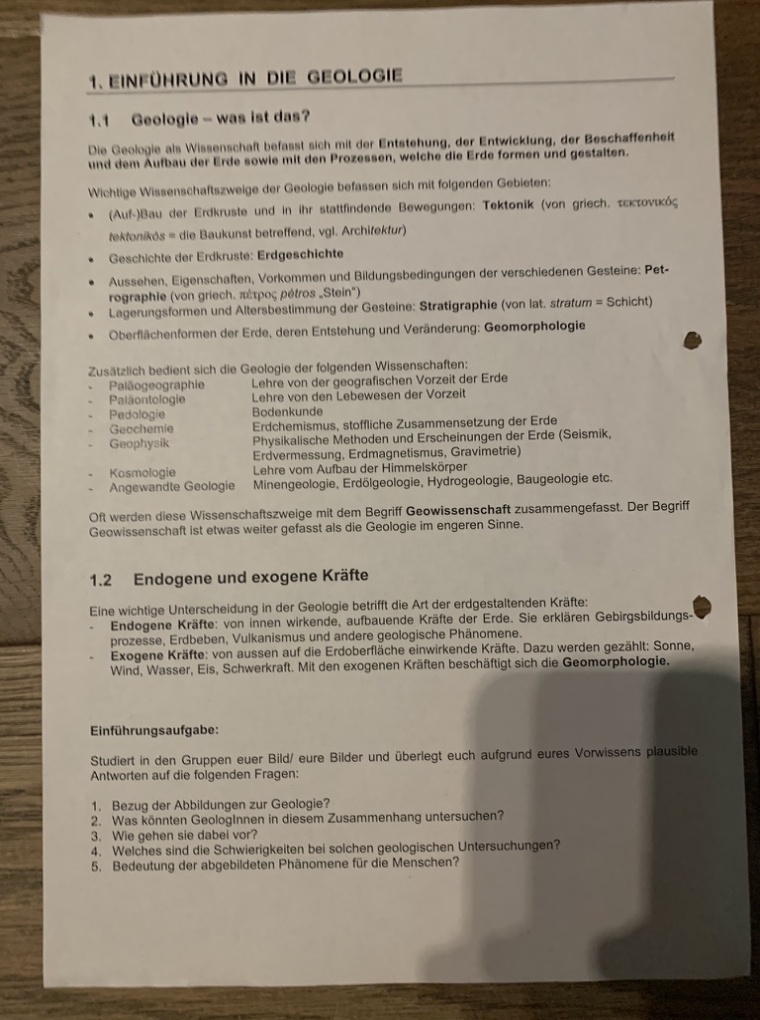 1. EINFÜHRUNG IN DIE GEOLOGIE
1.1 Geologie – was ist das?
Die Geologie als Wissenschaft befasst sich mit der Entstehung, der Entwicklung, der Beschaffenheit
und dem Aufbau der Erde sowie mit den Prozessen, welche die Erde formen und gestalten.
Wichtige Wissenschaftszweige der Geologie befassen sich mit folgenden Gebieten:
• (Auf-)Bau der Erdkruste und in ihr stattfindende Bewegungen: Tektonik (von griech. τεκτονικός
tektonikós = die Baukunst betreffend, vgl. Architektur)
• Geschichte der Erdkruste: Erdgeschichte
• Aussehen, Eigenschaften, Vorkommen und Bildungsbedingungen der verschiedenen Gesteine: Pet-
rographie (von griech. πέτρος pétros „Stein“)
• Lagerungsformen und Altersbestimmung der Gesteine: Stratigraphie (von lat. stratum = Schicht)
• Oberflächenformen der Erde, deren Entstehung und Veränderung: Geomorphologie
Zusätzlich bedient sich die Geologie der folgenden Wissenschaften:
- Paläogeographie Lehre von der geografischen Vorzeit der Erde
- Paläontologie Lehre von den Lebewesen der Vorzeit
- Pedologie Bodenkunde
- Geochemie Erdchemismus, stoffliche Zusammensetzung der Erde
- Geophysik Physikalische Methoden und Erscheinungen der Erde (Seismik,
Erdvermessung, Erdmagnetismus, Gravimetrie)
- Kosmologie Lehre vom Aufbau der Himmelskörper
- Angewandte Geologie Minengeologie, Erdölgeologie, Hydrogeologie, Baugeologie etc.
Oft werden diese Wissenschaftszweige mit dem Begriff Geowissenschaft zusammengefasst. Der Begriff
Geowissenschaft ist etwas weiter gefasst als die Geologie im engeren Sinne.
1.2 Endogene und exogene Kräfte
Eine wichtige Unterscheidung in der Geologie betrifft die Art der erdgestaltenden Kräfte:
- Endogene Kräfte: von innen wirkende, aufbauende Kräfte der Erde. Sie erklären Gebirgsbildungs-
prozesse, Erdbeben, Vulkanismus und andere geologische Phänomene.
- Exogene Kräfte: von aussen auf die Erdoberfläche einwirkende Kräfte. Dazu werden gezählt: Sonne,
Wind, Wasser, Eis, Schwerkraft. Mit den exogenen Kräften beschäftigt sich die Geomorphologie.
Einführungsaufgabe:
Studiert in den Gruppen euer Bild/ eure Bilder und überlegt euch aufgrund eures Vorwissens plausible
Antworten auf die folgenden Fragen:
1. Bezug der Abbildungen zur Geologie?
2. Was könnten GeologInnen in diesem Zusammenhang untersuchen?
3. Wie gehen sie dabei vor?
4. Welches sind die Schwierigkeiten bei solchen geologischen Untersuchungen?
5. Bedeutung der abgebildeten Phänomene für die Menschen?